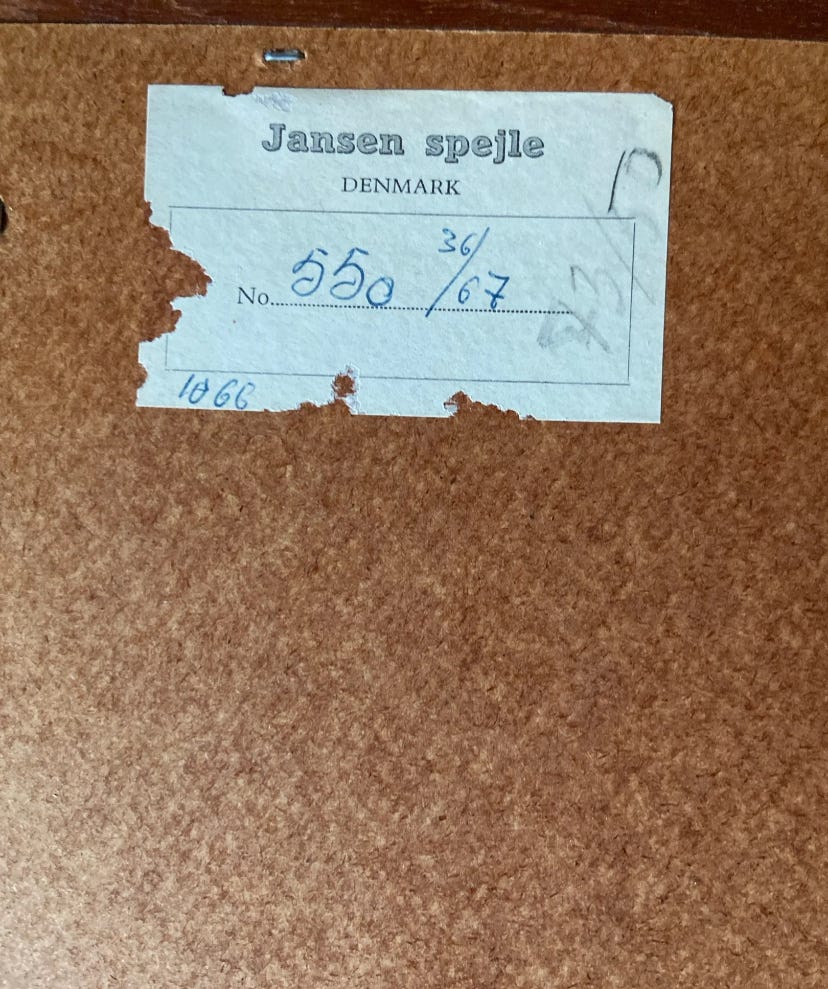 Jansen spejle
DENMARK
No. 550 36/67
1066